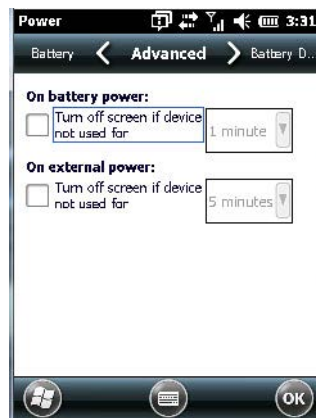 Power 3:31
Battery Advanced Battery D...
On battery power:
Turn off screen if device
not used for
1 minute
On external power:
Turn off screen if device
not used for
5 minutes
OK